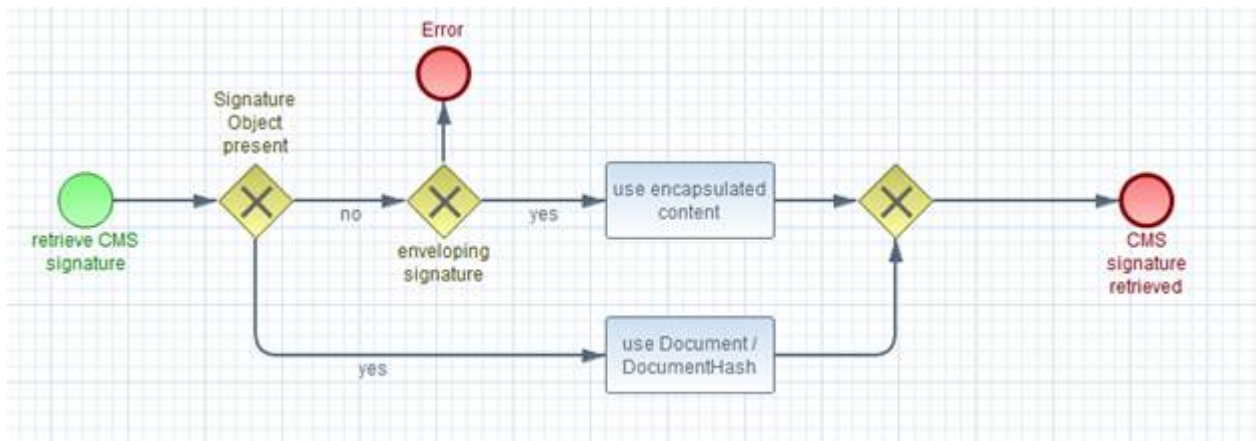 Error
Signature
Object
present
retrieve CMS
signature
no
enveloping
signature
yes
use encapsulated
content
CMS
signature
retrieved
yes
use Document /
DocumentHash